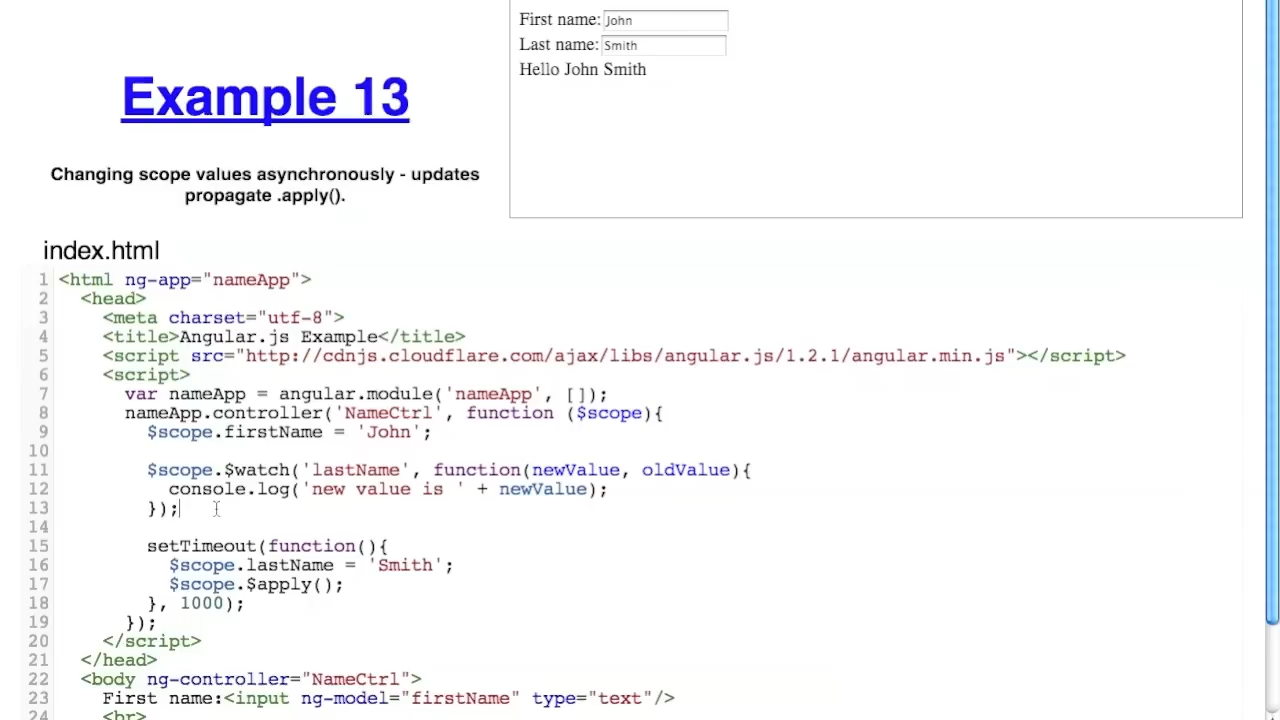 First name: John
Last name: Smith
Hello John Smith
Example 13
Changing scope values asynchronously - updates
propagate .apply().
index.html
1 <html ng-app="nameApp">
2 <head>
3 <meta charset="utf-8">
4 <title>Angular.js Example</title>
5 <script src="http://cdnjs.cloudflare.com/ajax/libs/angular.js/1.2.1/angular.min.js"></script>
6 <script>
7 var nameApp = angular.module('nameApp', []);
8 nameApp.controller('NameCtrl', function ($scope){
9 $scope.firstName = 'John';
10
11 $scope.$watch('lastName', function(newValue, oldValue){
12 console.log('new value is ' + newValue);
13 });
14
15 setTimeout(function(){
16 $scope.lastName = 'Smith';
17 $scope.$apply();
18 }, 1000);
19 });
20 </script>
21 </head>
22 <body ng-controller="NameCtrl">
23 First name:<input ng-model="firstName" type="text"/>
24 <br>